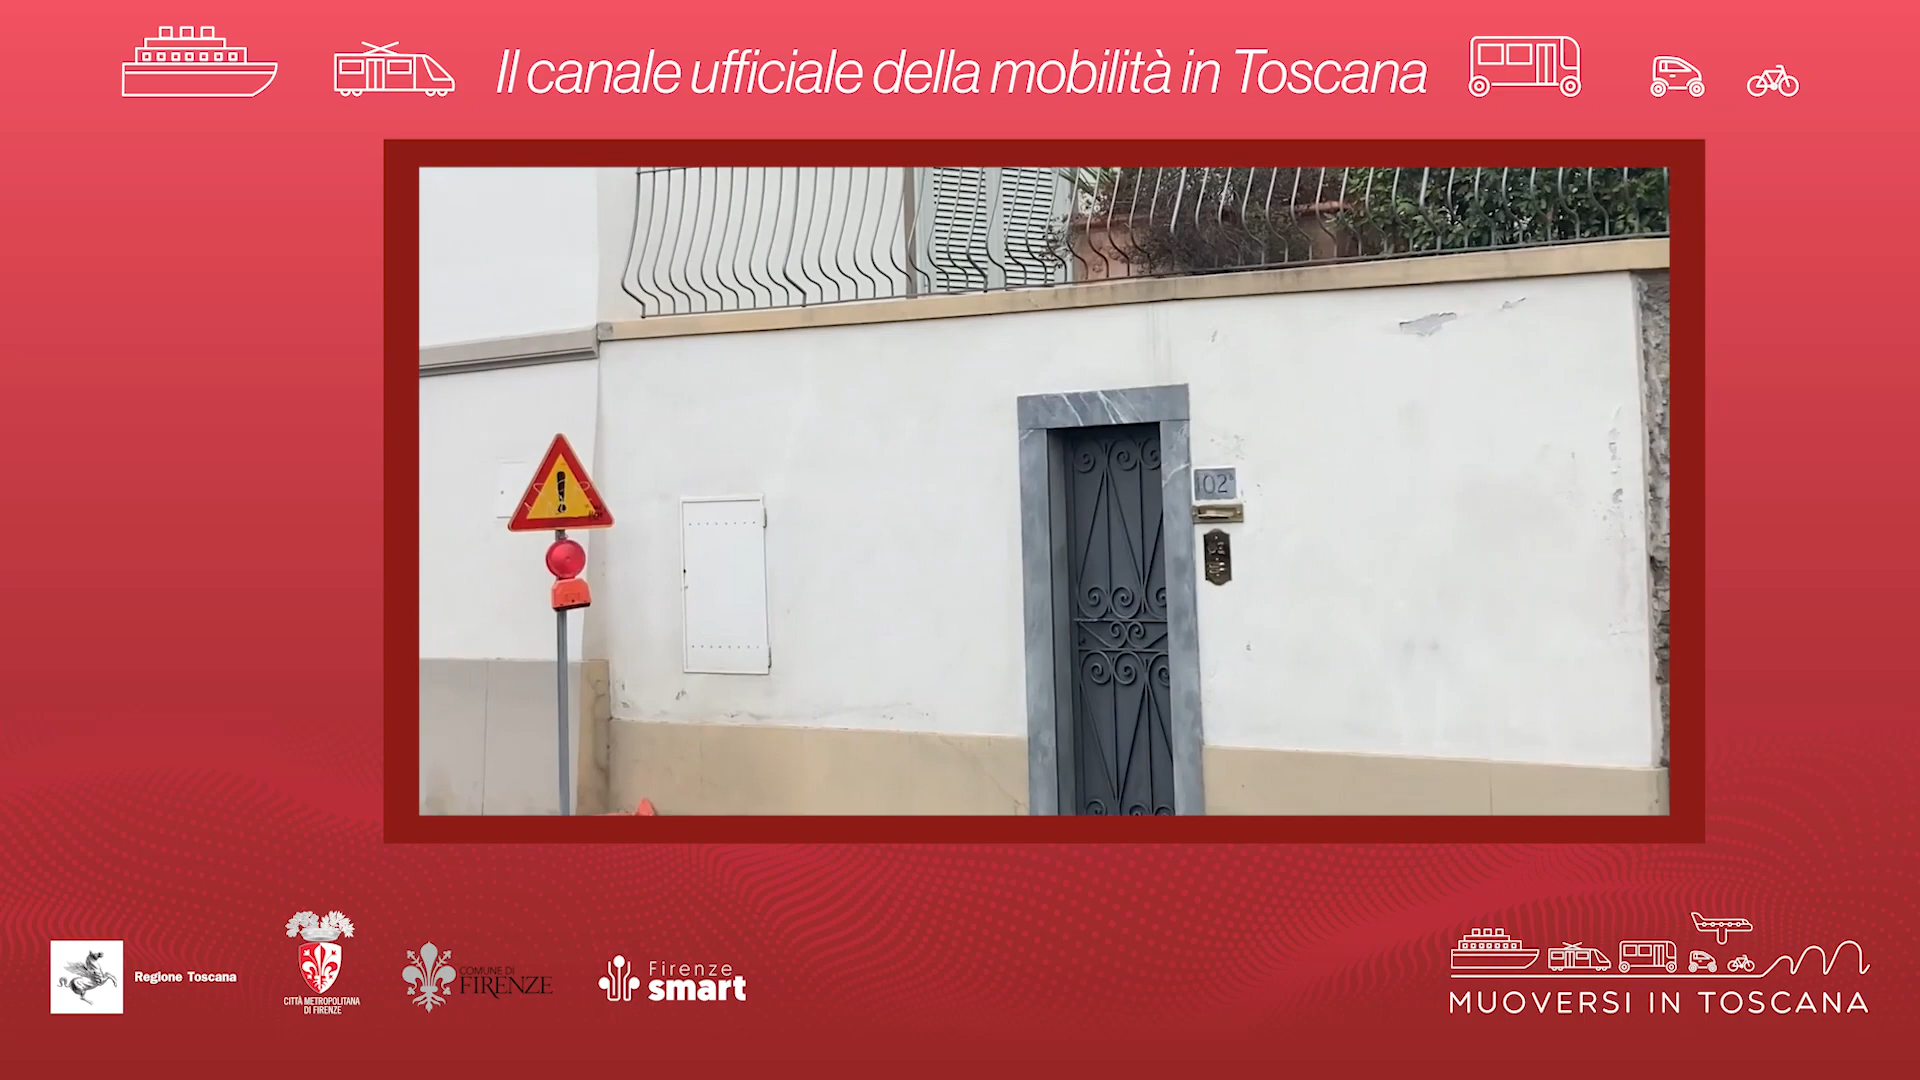 Il canale ufficiale della mobilità in Toscana
102
Regione Toscana
CITTÀ METROPOLITANA
DI FIRENZE
COMUNE DI
FIRENZE
Firenze
smart
MUOVERSI IN TOSCANA